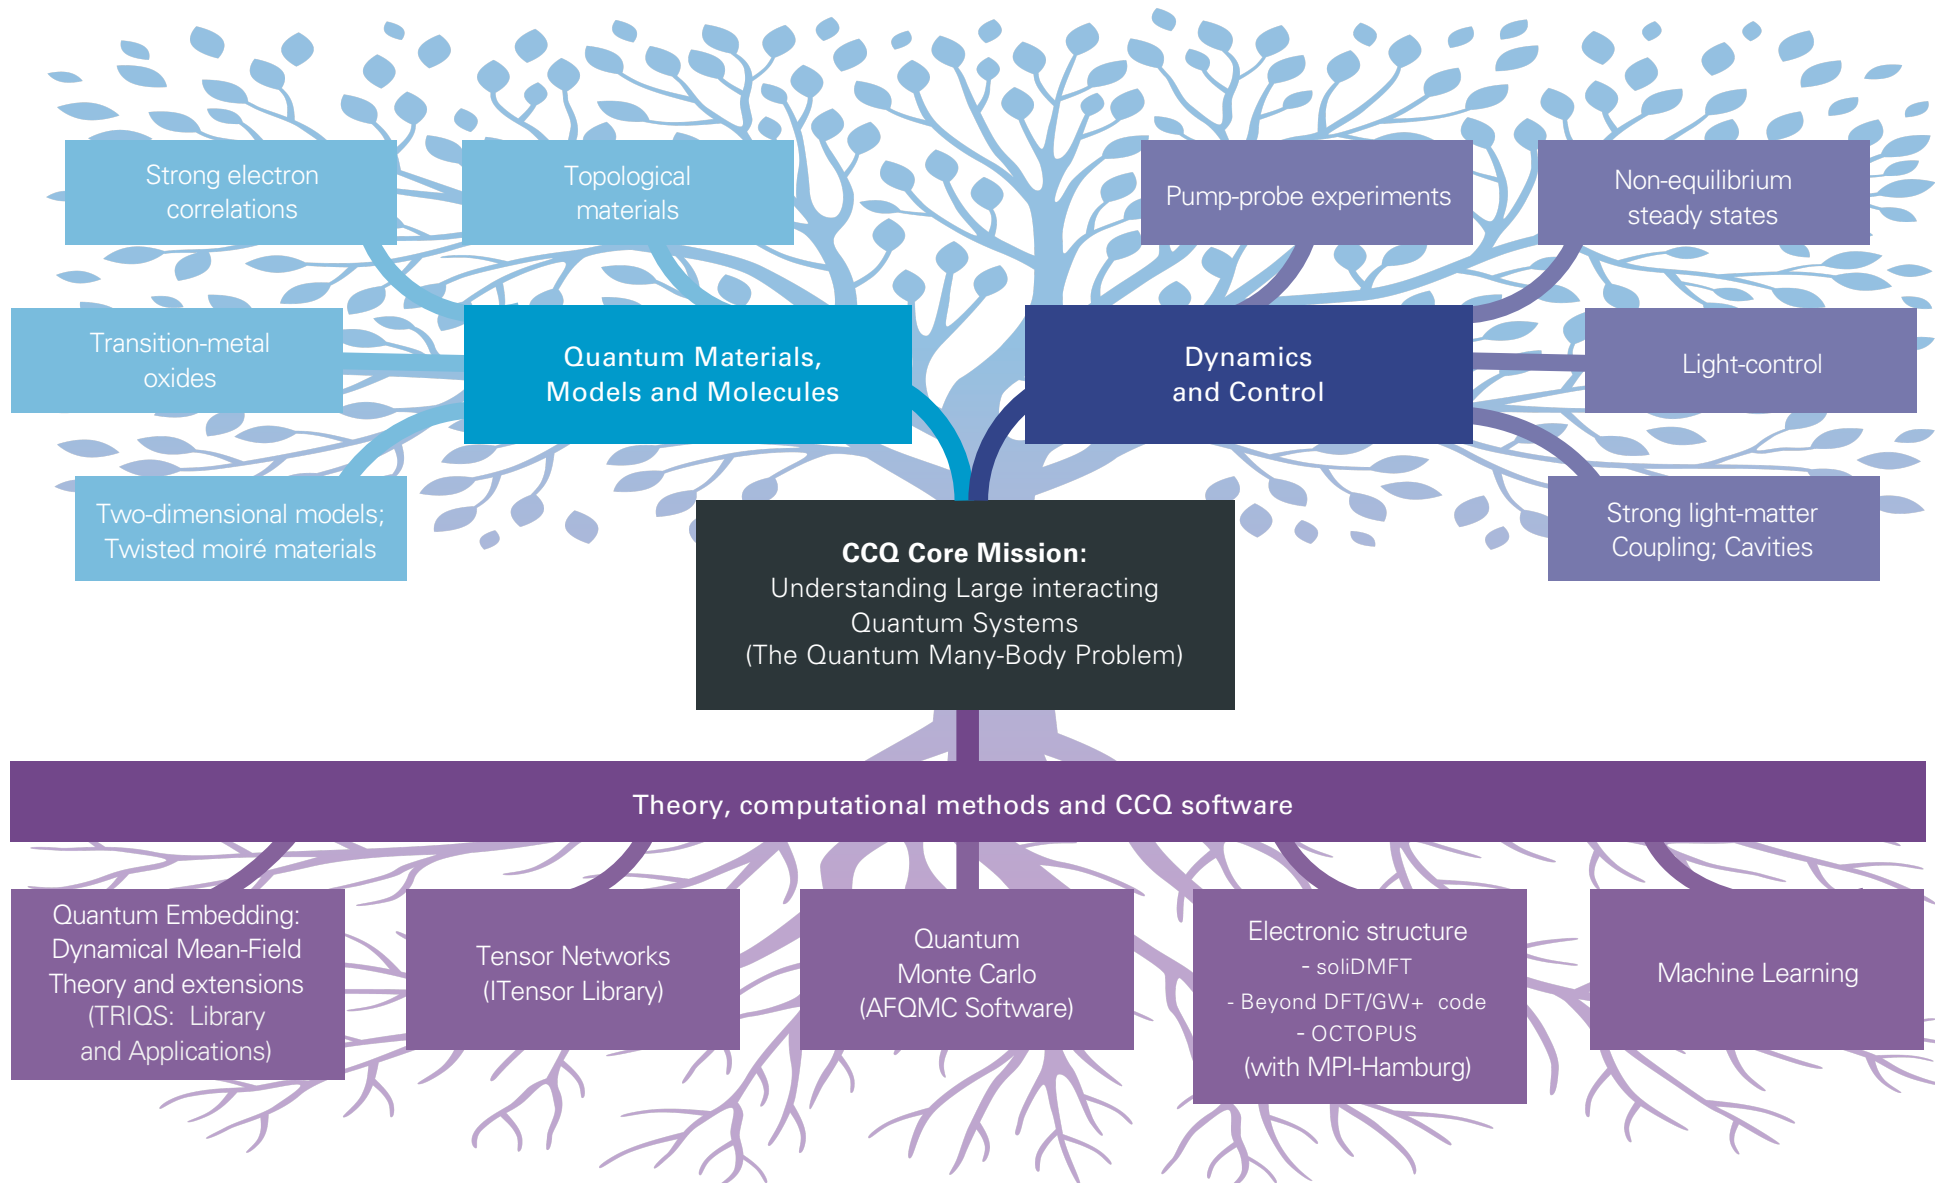 Strong electron
correlations
Topological
materials
Pump-probe experiments
Non-equilibrium
steady states
Transition-metal
oxides
Quantum Materials,
Models and Molecules
Dynamics
and Control
Light-control
Two-dimensional models;
Twisted moiré materials
CCQ Core Mission:
Understanding Large interacting
Quantum Systems
(The Quantum Many-Body Problem)
Strong light-matter
Coupling; Cavities
Theory, computational methods and CCQ software
Quantum Embedding:
Dynamical Mean-Field
Theory and extensions
(TRIQS: Library
and Applications)
Tensor Networks
(ITensor Library)
Quantum
Monte Carlo
(AFQMC Software)
Electronic structure
- soliDMFT
- Beyond DFT/GW+ code
- OCTOPUS
(with MPI-Hamburg)
Machine Learning